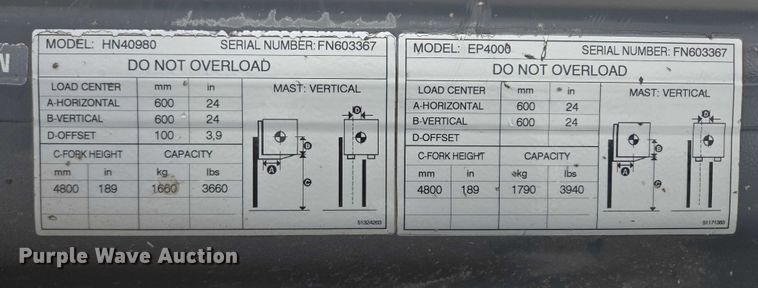 MODEL: HN40980 SERIAL NUMBER: FN603367
DO NOT OVERLOAD
LOAD CENTER mm in
A-HORIZONTAL 600 24
B-VERTICAL 600 24
D-OFFSET 100 3,9
C-FORK HEIGHT CAPACITY
mm in kg lbs
4800 189 1660 3660
MAST: VERTICAL
D
B
A
C
51324263
MODEL: EP4000 SERIAL NUMBER: FN603367
DO NOT OVERLOAD
LOAD CENTER mm in
A-HORIZONTAL 600 24
B-VERTICAL 600 24
D-OFFSET
C-FORK HEIGHT CAPACITY
mm in kg lbs
4800 189 1790 3940
MAST: VERTICAL
D
B
A
C
51171363
Purple Wave Auction